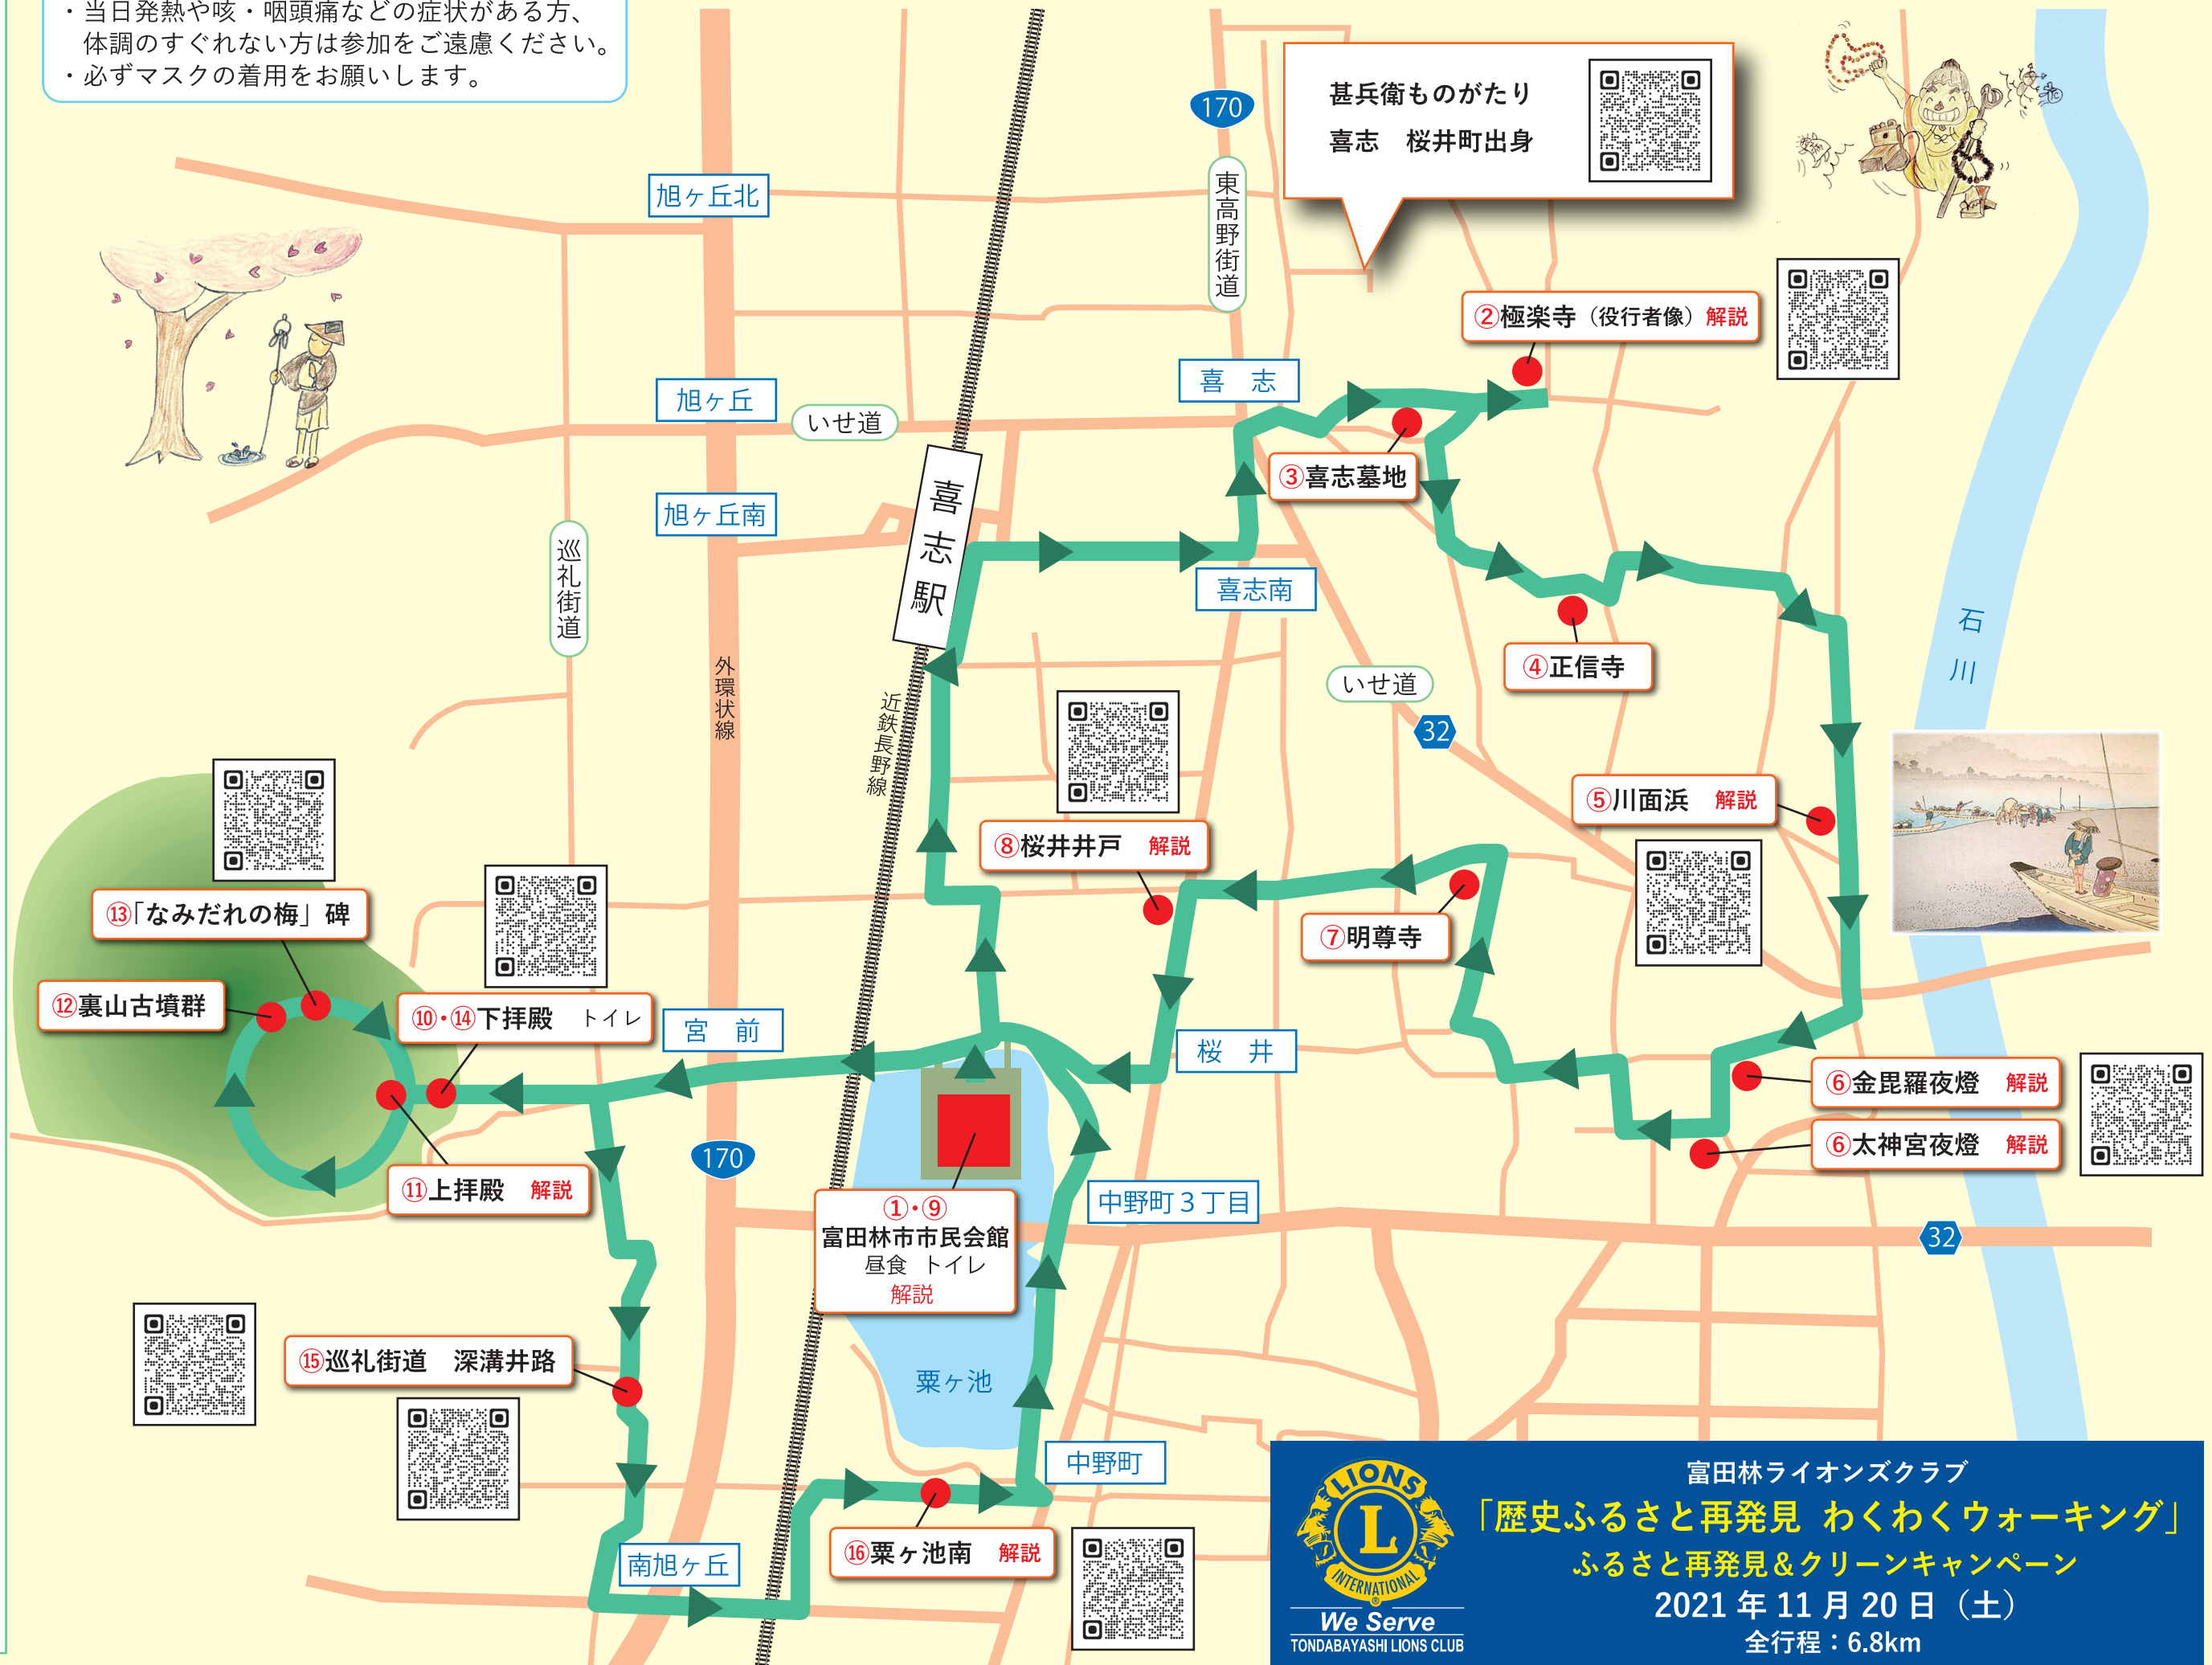 ・当日発熱や咳・咽頭痛などの症状がある方、
体調のすぐれない方は参加をご遠慮ください。
・必ずマスクの着用をお願いします。
170
東高野街道
甚兵衛ものがたり
喜志　桜井町出身
旭ヶ丘北
②極楽寺（役行者像）解説
喜　志
旭ヶ丘
いせ道
③喜志墓地
旭ヶ丘南
喜志駅
巡礼街道
喜志南
石川
④正信寺
外環状線
近鉄長野線
いせ道
32
⑤川面浜　解説
⑧桜井井戸　解説
⑬「なみだれの梅」碑
⑦明尊寺
⑫裏山古墳群
⑩・⑭下拝殿　トイレ
宮　前
桜　井
⑥金毘羅夜燈　解説
⑥太神宮夜燈　解説
170
⑪上拝殿　解説
中野町３丁目
①・⑨
富田林市市民会館
昼食　トイレ
解説
32
⑮巡礼街道　深溝井路
粟ヶ池
中野町
⑯粟ヶ池南　解説
南旭ヶ丘
LIONS
L
INTERNATIONAL
®
We Serve
TONDABAYASHI LIONS CLUB
富田林ライオンズクラブ
「歴史ふるさと再発見 わくわくウォーキング」
ふるさと再発見＆クリーンキャンペーン
2021 年 11 月 20 日（土）
全行程：6.8km